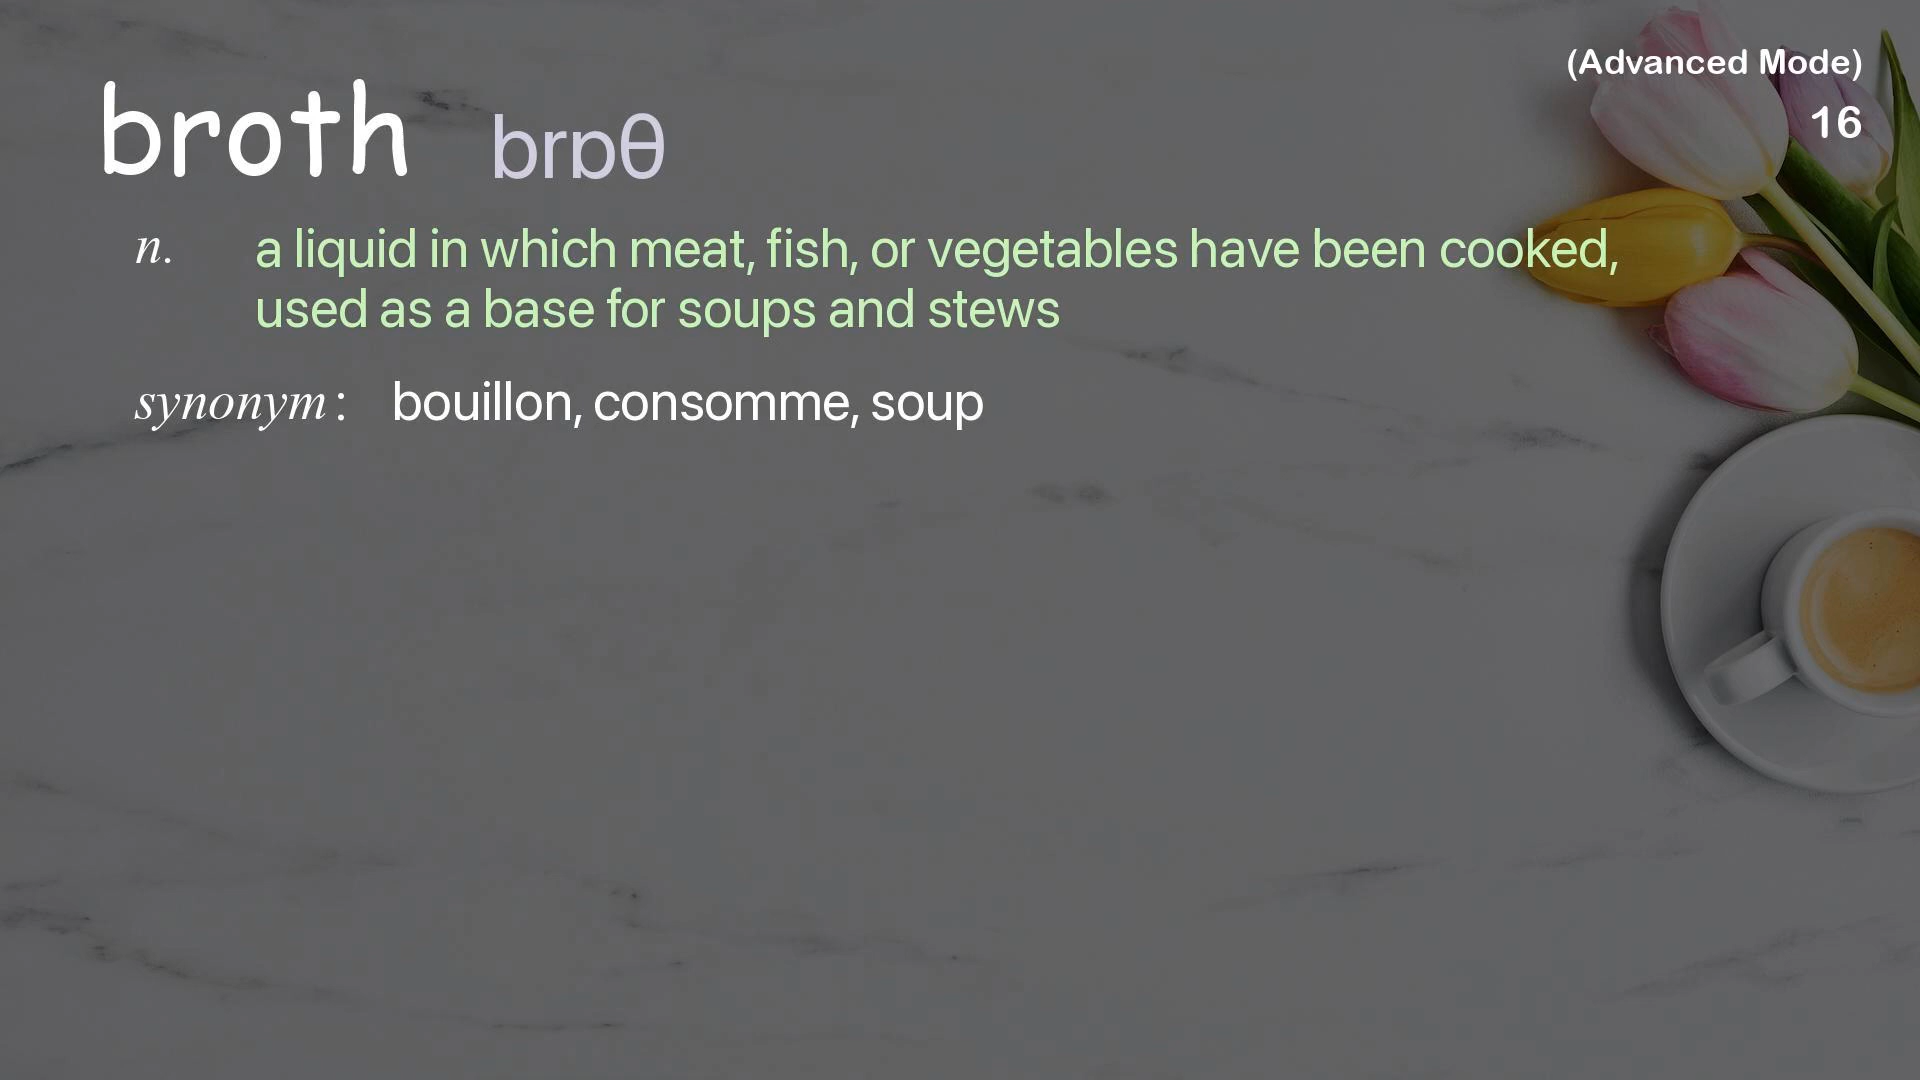 (Advanced Mode)
16
broth brɒθ
n. a liquid in which meat, fish, or vegetables have been cooked,
used as a base for soups and stews
synonym: bouillon, consomme, soup